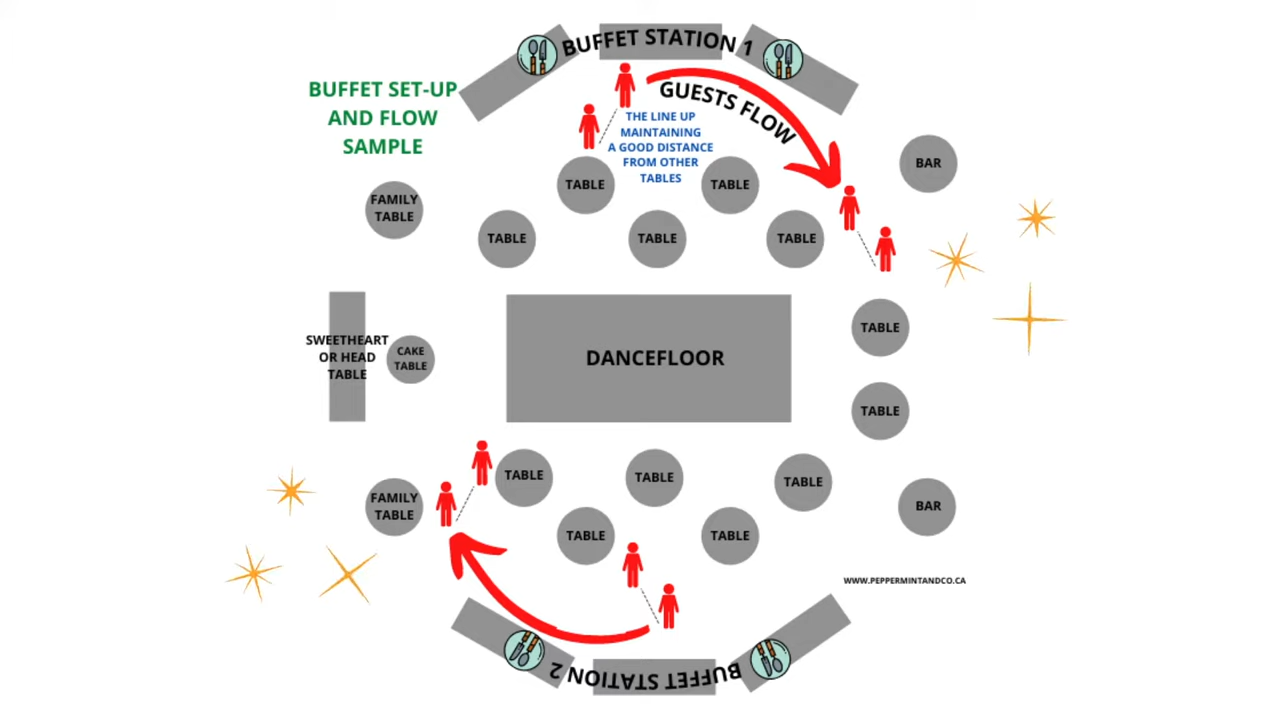 BUFFET STATION 1
BUFFET SET-UP
AND FLOW
SAMPLE
GUESTS FLOW
THE LINE UP
MAINTAINING
A GOOD DISTANCE
FROM OTHER
TABLES
BAR
TABLE
TABLE
FAMILY
TABLE
TABLE
TABLE
TABLE
SWEETHEART
OR HEAD
TABLE
CAKE
TABLE
DANCEFLOOR
TABLE
TABLE
TABLE
TABLE
TABLE
FAMILY
TABLE
BAR
TABLE
TABLE
WWW.PEPPERMINTANDCO.CA
BUFFET STATION 2